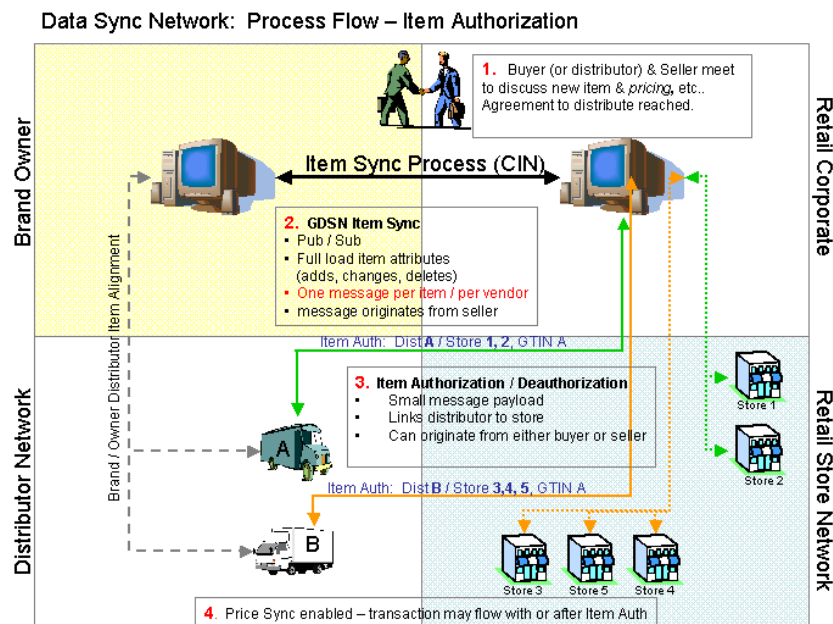 Data Sync Network: Process Flow – Item Authorization
1. Buyer (or distributor) & Seller meet
to discuss new item & pricing, etc..
Agreement to distribute reached.
Brand Owner
Retail Corporate
Item Sync Process (CIN)
2. GDSN Item Sync
▪ Pub / Sub
▪ Full load item attributes
(adds, changes, deletes)
▪ One message per item / per vendor
▪ message originates from seller
Brand / Owner Distributor Item Alignment
Item Auth: Dist A / Store 1, 2, GTIN A
3. Item Authorization / Deauthorization
▪ Small message payload
▪ Links distributor to store
▪ Can originate from either buyer or seller
Store 1
Distributor Network
Retail Store Network
A
Store 2
Item Auth: Dist B / Store 3,4, 5, GTIN A
B
Store 3
Store 5
Store 4
4. Price Sync enabled – transaction may flow with or after Item Auth